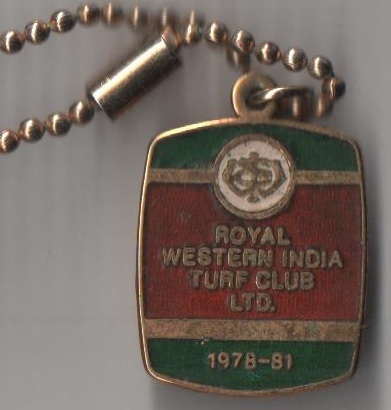 ROYAL
WESTERN INDIA
TURF CLUB
LTD.
1978-81